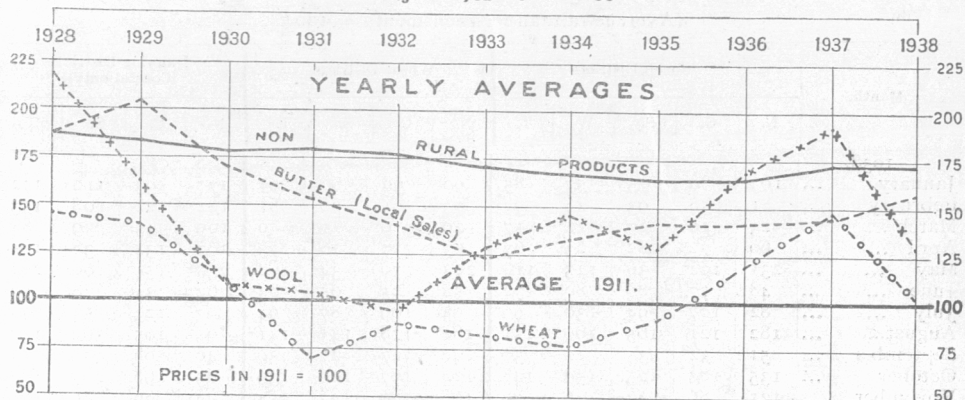 1928 1929 1930 1931 1932 1933 1934 1935 1936 1937 1938
225 225
YEARLY AVERAGES
200 200
NON RURAL PRODUCTS
175 175
BUTTER (Local Sales)
150 150
125 125
WOOL
AVERAGE 1911.
100 100
WHEAT
75 75
PRICES IN 1911 = 100
50 50